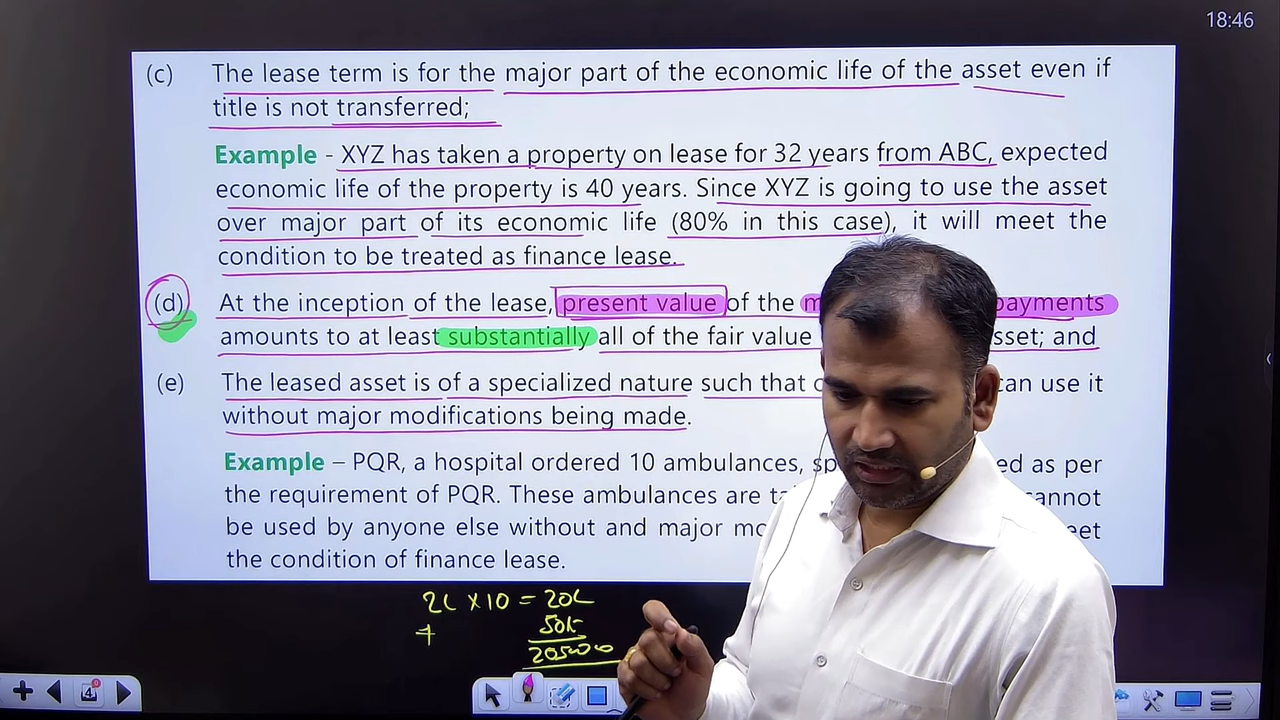 18:46
(c) The lease term is for the major part of the economic life of the asset even if
title is not transferred;
Example - XYZ has taken a property on lease for 32 years from ABC, expected
economic life of the property is 40 years. Since XYZ is going to use the asset
over major part of its economic life (80% in this case), it will meet the
condition to be treated as finance lease.
(d) At the inception of the lease, present value of the payments
amounts to at least substantially all of the fair value and
(e) The leased asset is of a specialized nature such that can use it
without major modifications being made.
Example – PQR, a hospital ordered 10 ambulances, as per
the requirement of PQR. These ambulances are cannot
be used by anyone else without and major
the condition of finance lease.
2L × 10 = 20L
+ 50K
2050000
4